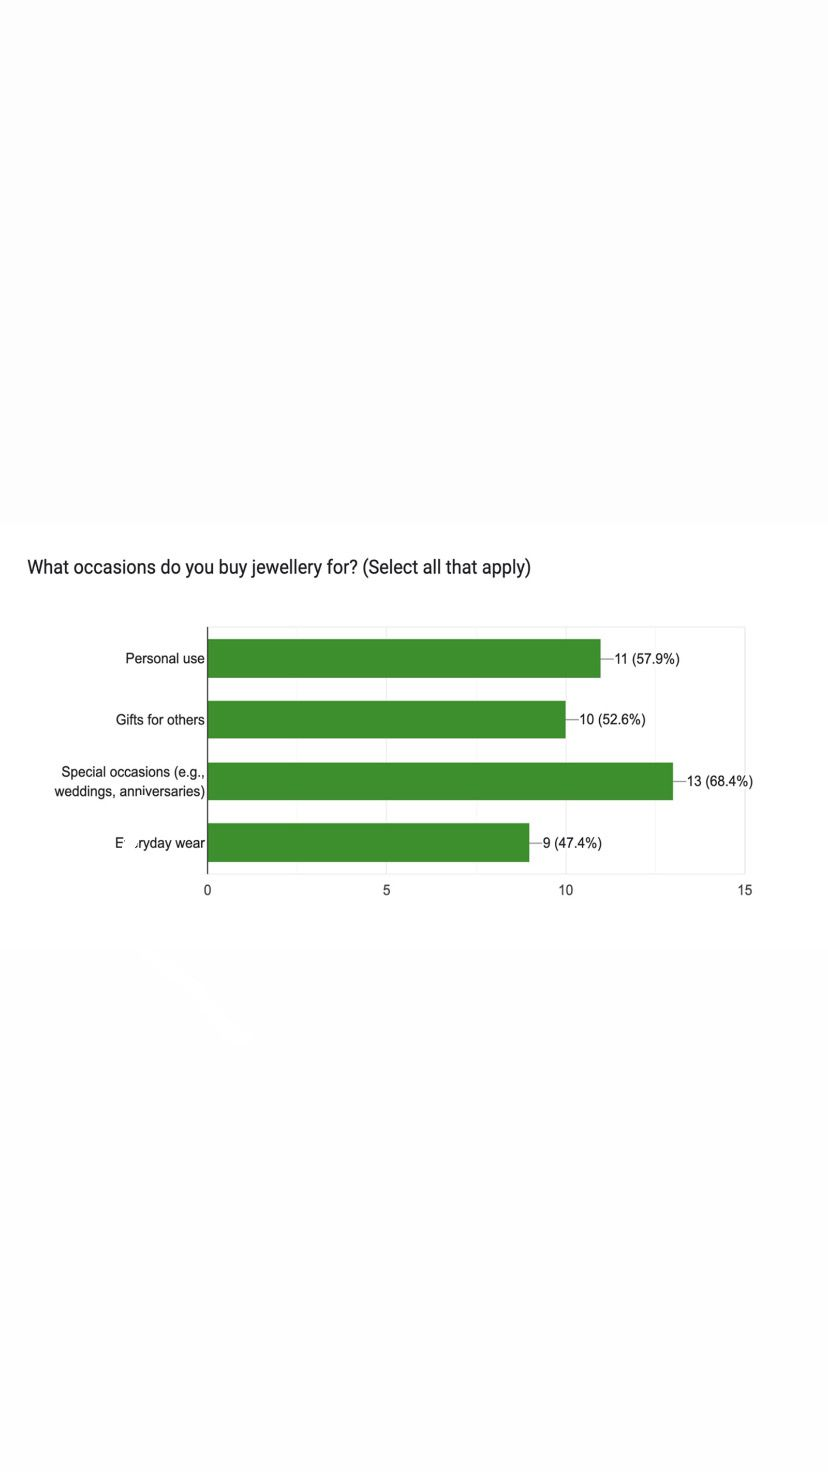 What occasions do you buy jewellery for? (Select all that apply)
Personal use
11 (57.9%)
Gifts for others
10 (52.6%)
Special occasions (e.g.,
weddings, anniversaries)
13 (68.4%)
wear
9 (47.4%)
0 5 10 15